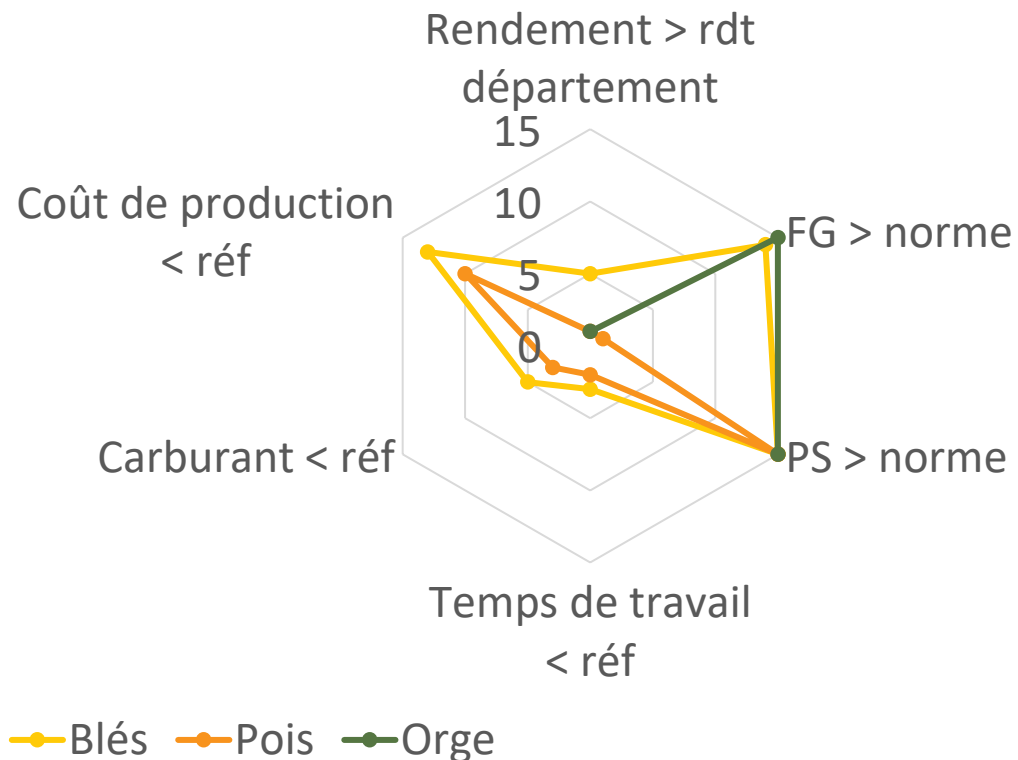 Rendement > rdt
département
15
10
5
0
Coût de production
< réf
FG > norme
Carburant < réf
PS > norme
Temps de travail
< réf
Blés
Pois
Orge